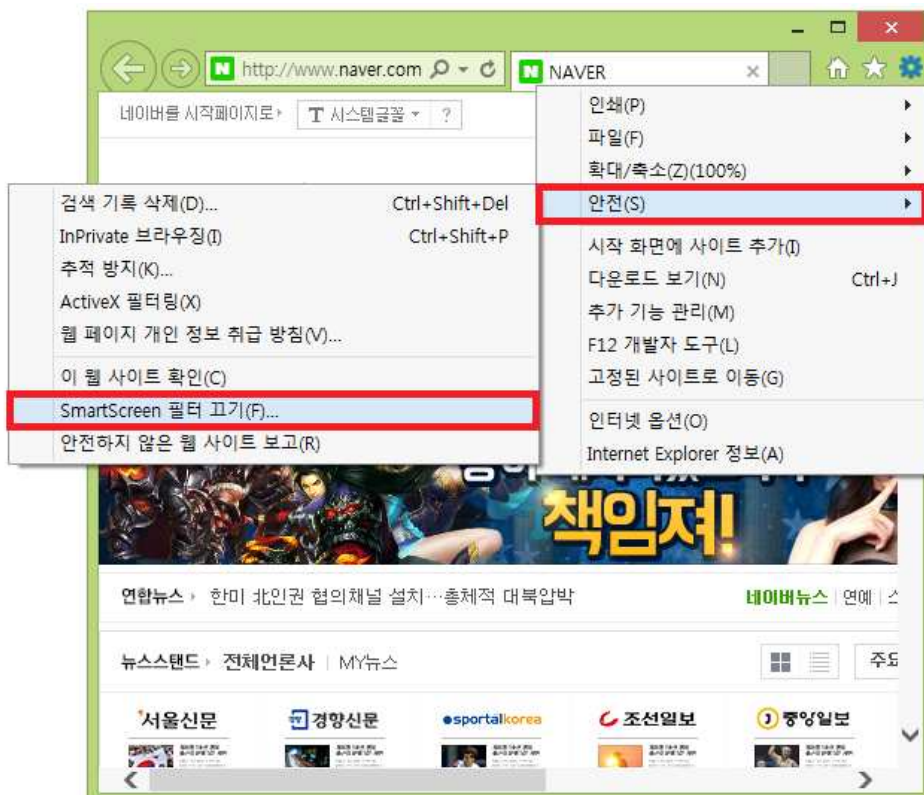 http://www.naver.com
NAVER
네이버를 시작페이지로
T 시스템글꼴
?
인쇄(P)
파일(F)
확대/축소(Z)(100%)
안전(S)
시작 화면에 사이트 추가(I)
다운로드 보기(N) Ctrl+J
추가 기능 관리(M)
F12 개발자 도구(L)
고정된 사이트로 이동(G)
인터넷 옵션(O)
Internet Explorer 정보(A)
검색 기록 삭제(D)... Ctrl+Shift+Del
InPrivate 브라우징(I) Ctrl+Shift+P
추적 방지(K)...
ActiveX 필터링(X)
웹 페이지 개인 정보 취급 방침(V)...
이 웹 사이트 확인(C)
SmartScreen 필터 끄기(F)...
안전하지 않은 웹 사이트 보고(R)
책임져!
연합뉴스 한미 北인권 협의채널 설치…총체적 대북압박 네이버뉴스 연예
뉴스스탠드 전체언론사 MY뉴스 주요
서울신문 경향신문 sportalkorea 조선일보 중앙일보